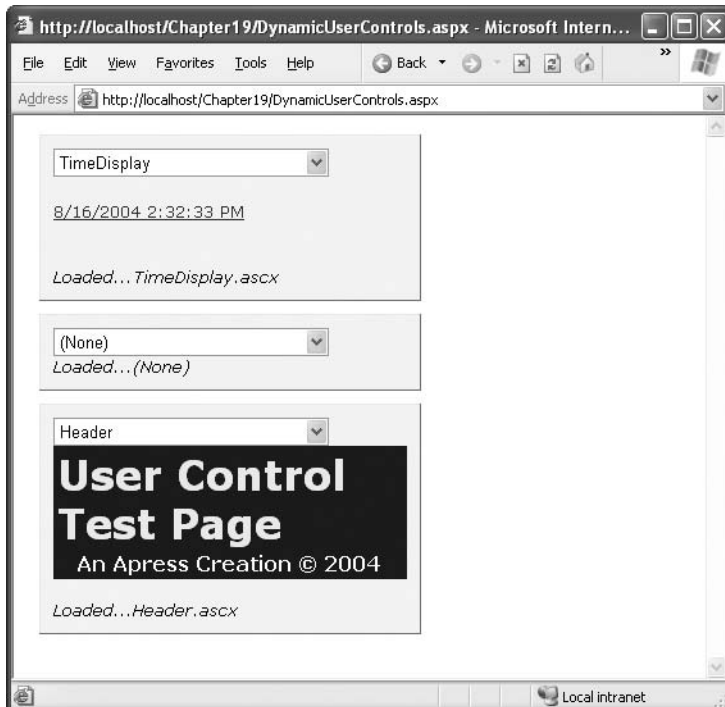 http://localhost/Chapter19/DynamicUserControls.aspx - Microsoft Intern...
File Edit View Favorites Tools Help Back »
Address http://localhost/Chapter19/DynamicUserControls.aspx
TimeDisplay
8/16/2004 2:32:33 PM
Loaded...TimeDisplay.ascx
(None)
Loaded...(None)
Header
User Control
Test Page
An Apress Creation © 2004
Loaded...Header.ascx
Local intranet